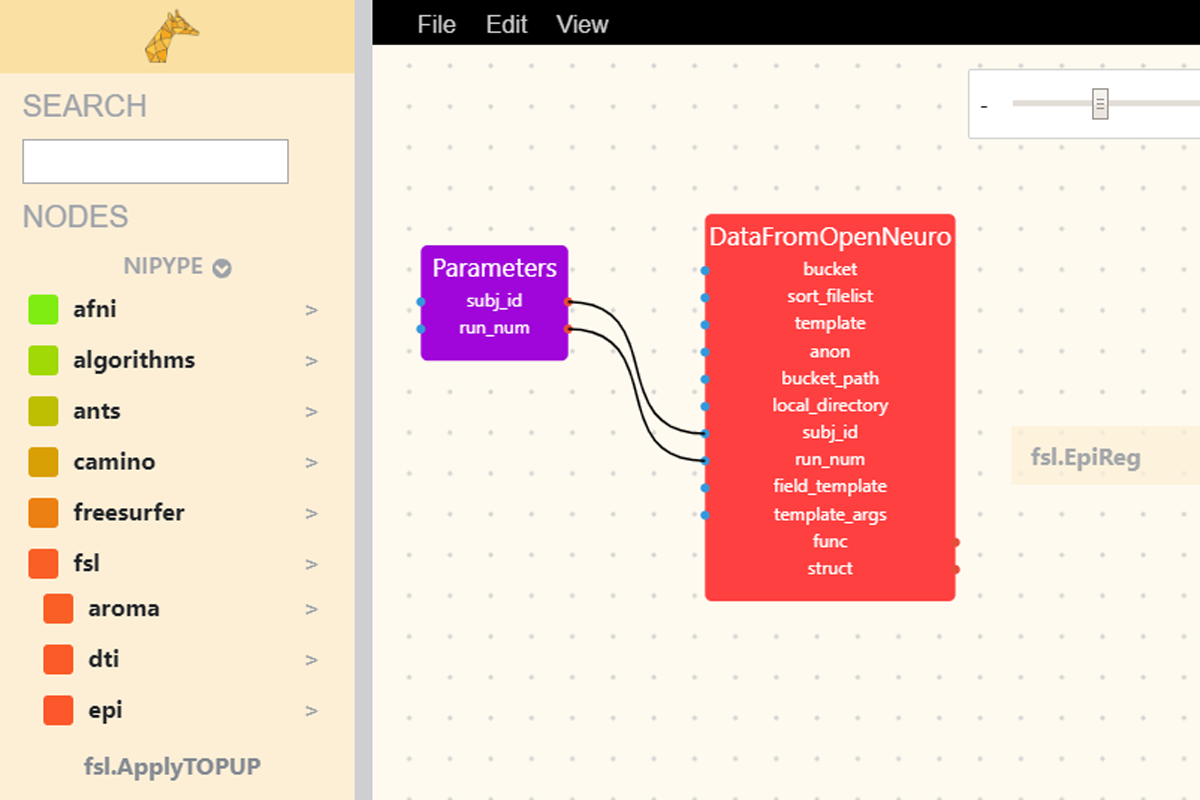 SEARCH
NODES
NIPYPE
afni >
algorithms >
ants >
camino >
freesurfer >
fsl >
aroma >
dti >
epi >
fsl.ApplyTOPUP
File Edit View
-
Parameters
subj_id
run_num
DataFromOpenNeuro
bucket
sort_filelist
template
anon
bucket_path
local_directory
subj_id
run_num
field_template
template_args
func
struct
fsl.EpiReg